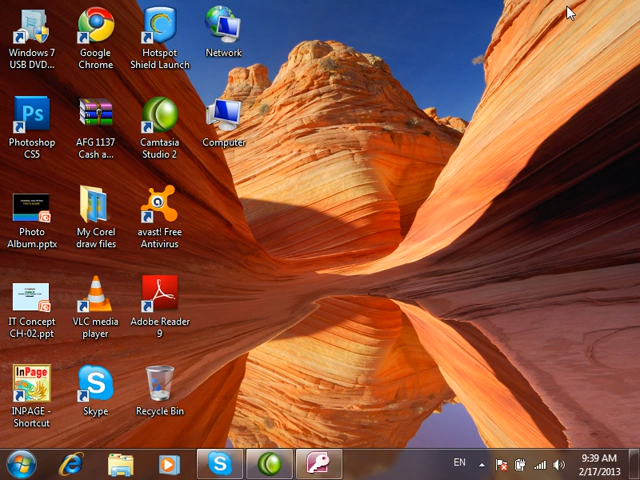 Windows 7
USB DVD...
Google
Chrome
Hotspot
Shield Launch
Network
Ps
Photoshop
CS5
AFG 1137
Cash a...
Camtasia
Studio 2
Computer
Photo
Album.pptx
My Corel
draw files
avast! Free
Antivirus
IT Concept
CH-02.ppt
VLC media
player
Adobe Reader
9
InPage
INPAGE -
Shortcut
Skype
Recycle Bin
EN
9:39 AM
2/17/2013